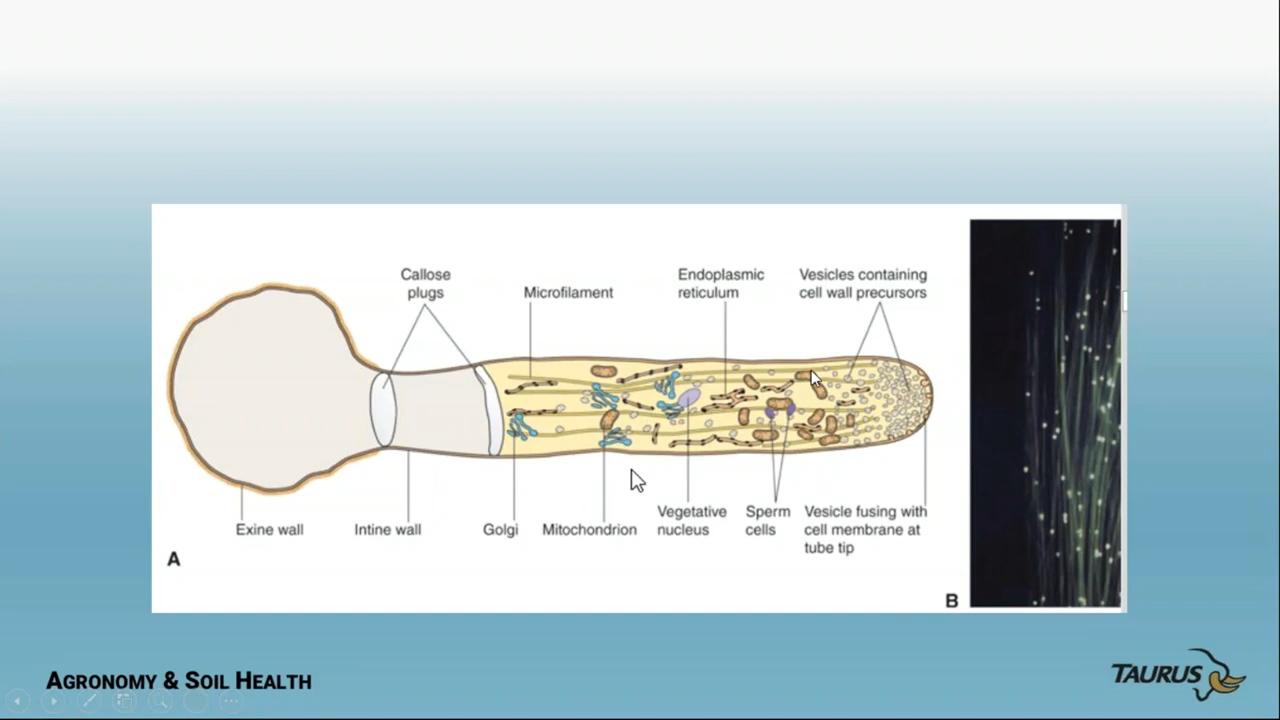 Callose
plugs
Microfilament
Endoplasmic
reticulum
Vesicles containing
cell wall precursors
Exine wall
Intine wall
Golgi
Mitochondrion
Vegetative
nucleus
Sperm
cells
Vesicle fusing with
cell membrane at
tube tip
A
B
AGRONOMY & SOIL HEALTH
TAURUS